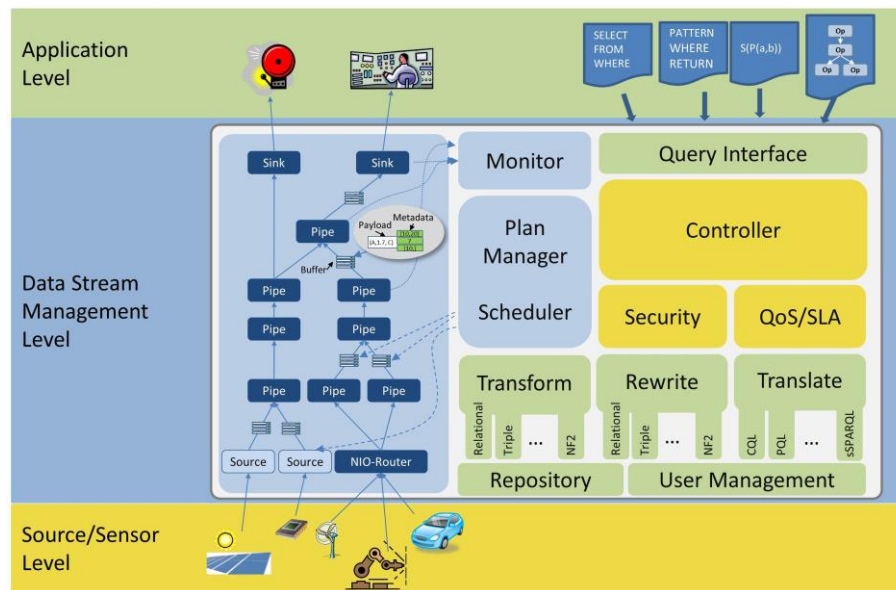 Application
Level
SELECT
FROM
WHERE
PATTERN
WHERE
RETURN
S(P(a,b))
Op
Op
Op
Op
Data Stream
Management
Level
Sink
Sink
Pipe
Payload
Metadata
Buffer
Pipe
Pipe
Pipe
Pipe
Pipe
Pipe
Pipe
Source
Source
NIO-Router
Monitor
Plan
Manager
Scheduler
Query Interface
Controller
Security
QoS/SLA
Transform
Rewrite
Translate
Relational
Triple
...
NF2
Relational
Triple
...
NF2
CQL
PQL
...
sSPARQL
Repository
User Management
Source/Sensor
Level